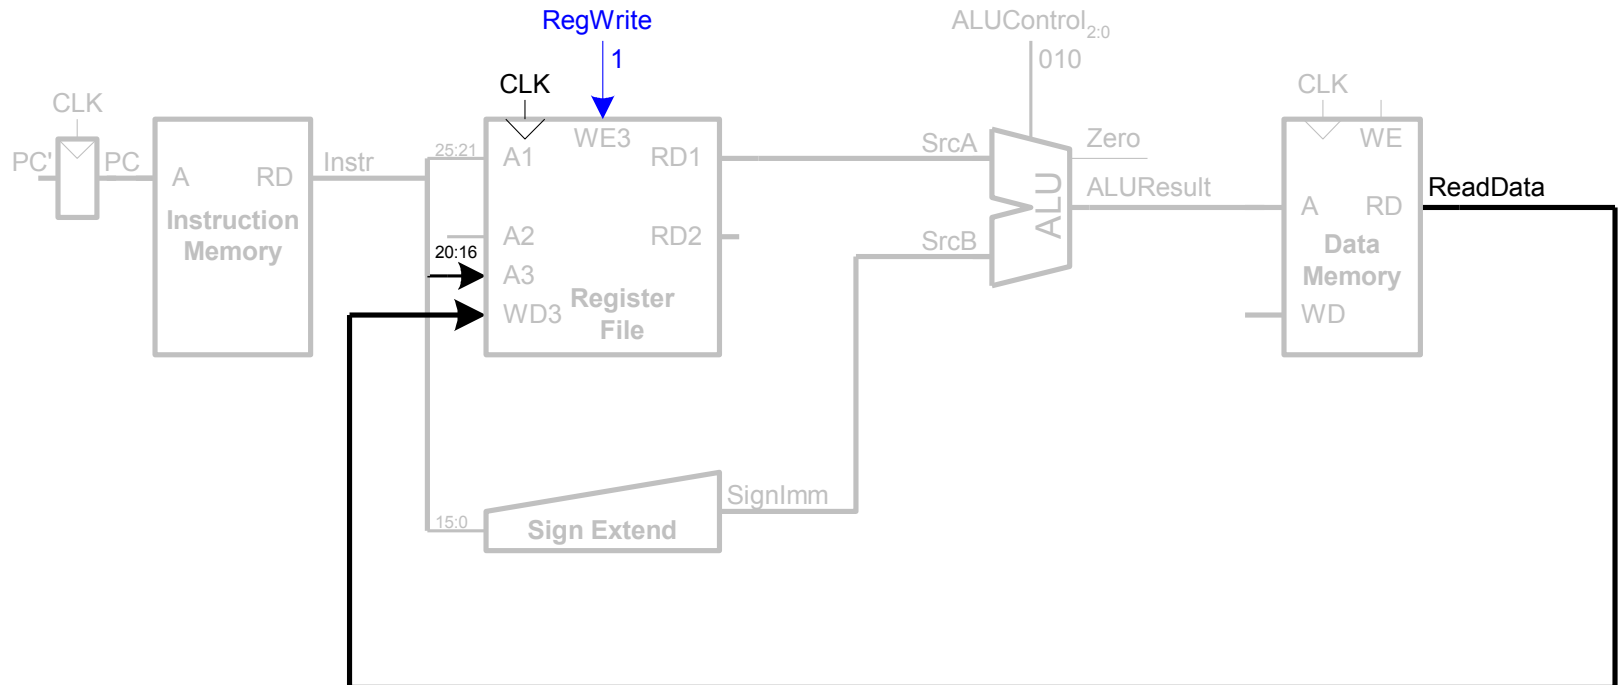 RegWrite
1
ALUControl2:0
010
CLK
CLK
CLK
PC'
PC
A
RD
Instruction
Memory
Instr
25:21
A1
WE3
RD1
A2
RD2
20:16
A3
WD3
Register
File
SrcA
SrcB
ALU
Zero
ALUResult
WE
A
RD
Data
Memory
WD
ReadData
15:0
Sign Extend
SignImm